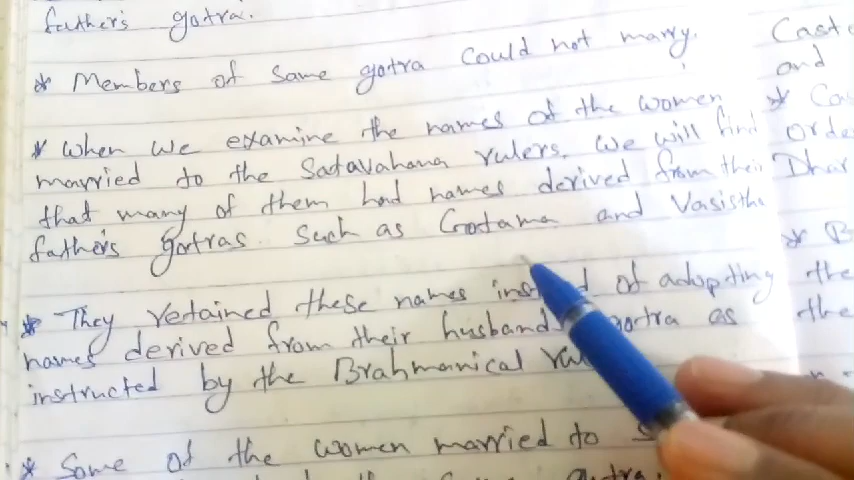 father's gotra.
* Members of same gotra could not marry.
* When we examine the names of the women
married to the Satavahana rulers. We will find
that many of them had names derived from their
father's gotras. Such as Gotama and Vasistha
* They retained these names of adopting
names derived from their husband gotra as
instructed by the Brahmanical
* Some of the women married to
Caste
and
*
orde
Dhar
* B
the
the